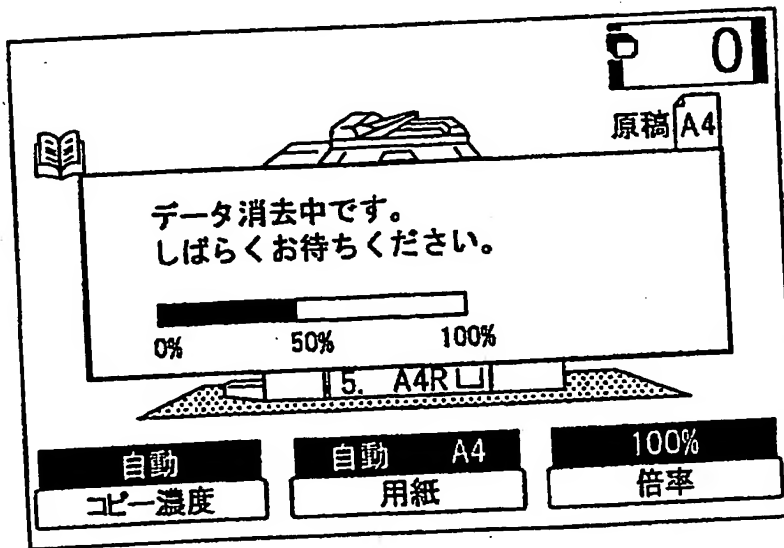 0
原稿 A4
データ消去中です。
しばらくお待ちください。
0% 50% 100%
5. A4R
自動 自動 A4 100%
コピー濃度 用紙 倍率